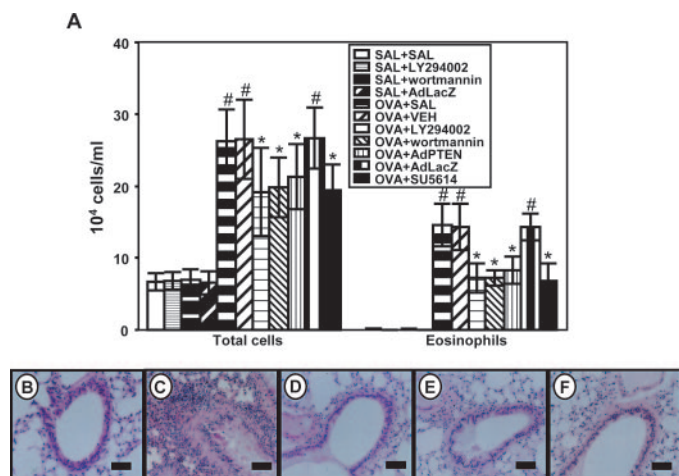 A
40
30
20
10
0
10⁴ cells/ml
SAL+SAL
SAL+LY294002
SAL+wortmannin
SAL+AdLacZ
OVA+SAL
OVA+VEH
OVA+LY294002
OVA+wortmannin
OVA+AdPTEN
OVA+AdLacZ
OVA+SU5614
# # * * * # *
# # * * * # *
Total cells Eosinophils
B C D E F